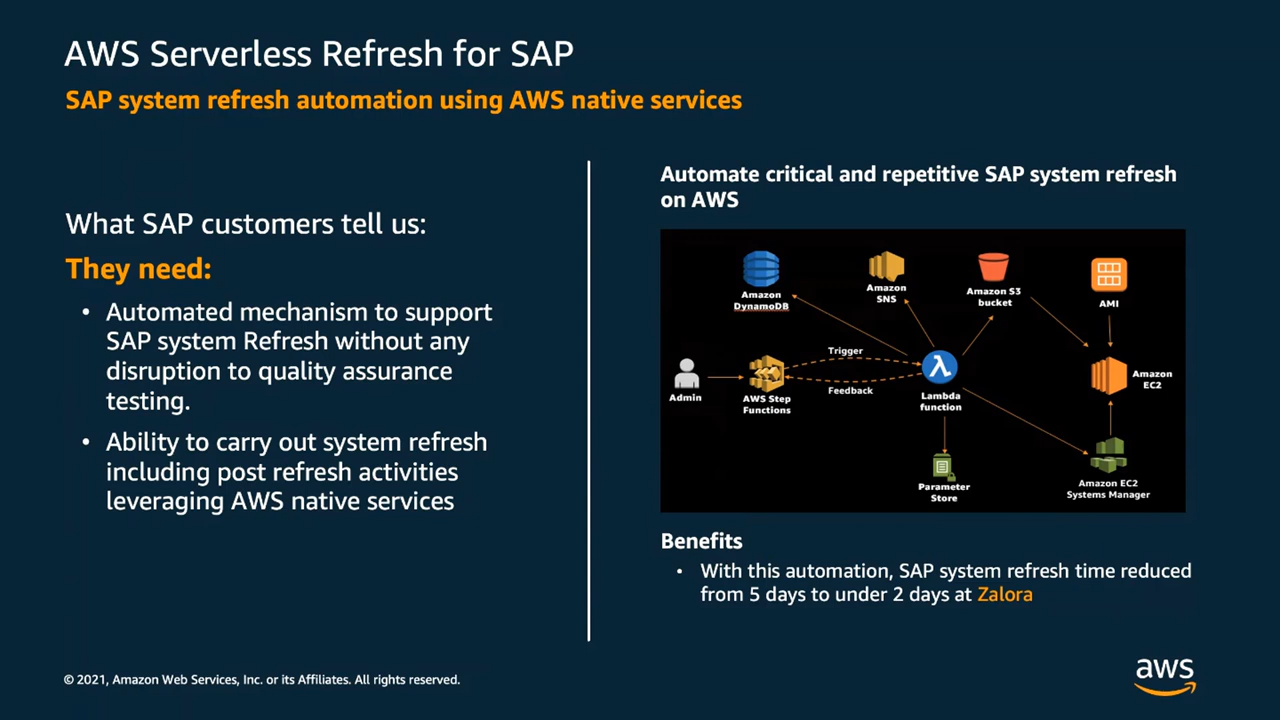 AWS Serverless Refresh for SAP
SAP system refresh automation using AWS native services
What SAP customers tell us:
They need:
• Automated mechanism to support
SAP system Refresh without any
disruption to quality assurance
testing.
• Ability to carry out system refresh
including post refresh activities
leveraging AWS native services
Automate critical and repetitive SAP system refresh
on AWS
Amazon
DynamoDB
Amazon
SNS
Amazon S3
bucket
AMI
Admin
AWS Step
Functions
Trigger
Feedback
Lambda
function
Amazon
EC2
Parameter
Store
Amazon EC2
Systems Manager
Benefits
• With this automation, SAP system refresh time reduced
from 5 days to under 2 days at Zalora
© 2021, Amazon Web Services, Inc. or its Affiliates. All rights reserved.
aws